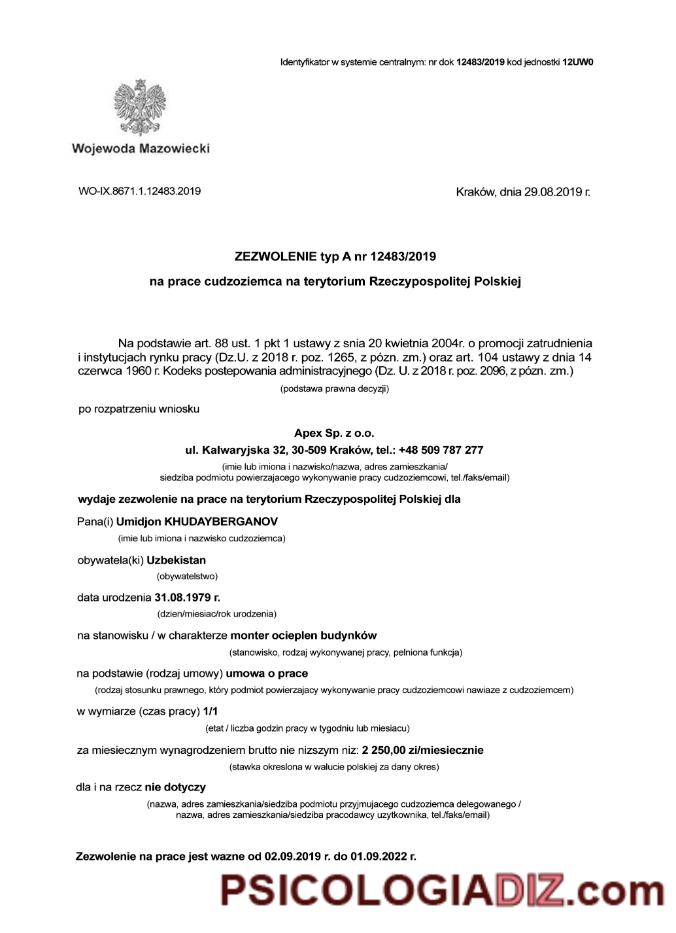 Identyfikator w systemie centralnym: nr dok 12483/2019 kod jednostki 12UW0
Wojewoda Mazowiecki
WO-IX.8671.1.12483.2019
Kraków, dnia 29.08.2019 r.
ZEZWOLENIE typ A nr 12483/2019
na prace cudzoziemca na terytorium Rzeczypospolitej Polskiej
Na podstawie art. 88 ust. 1 pkt 1 ustawy z snia 20 kwietnia 2004r. o promocji zatrudnienia
i instytucjach rynku pracy (Dz.U. z 2018 r. poz. 1265, z pózn. zm.) oraz art. 104 ustawy z dnia 14
czerwca 1960 r. Kodeks postepowania administracyjnego (Dz. U. z 2018 r. poz. 2096, z pózn. zm.)
(podstawa prawna decyzji)
po rozpatrzeniu wniosku
Apex Sp. z o.o.
ul. Kalwaryjska 32, 30-509 Kraków, tel.: +48 509 787 277
(imie lub imiona i nazwisko/nazwa, adres zamieszkania/
siedziba podmiotu powierzajacego wykonywanie pracy cudzoziemcowi, tel./faks/email)
wydaje zezwolenie na prace na terytorium Rzeczypospolitej Polskiej dla
Pana(i) Umidjon KHUDAYBERGANOV
(imie lub imiona i nazwisko cudzoziemca)
obywatela(ki) Uzbekistan
(obywatelstwo)
data urodzenia 31.08.1979 r.
(dzien/miesiac/rok urodzenia)
na stanowisku / w charakterze monter ocieplen budynków
(stanowisko, rodzaj wykonywanej pracy, pelniona funkcja)
na podstawie (rodzaj umowy) umowa o prace
(rodzaj stosunku prawnego, który podmiot powierzajacy wykonywanie pracy cudzoziemcowi nawiaze z cudzoziemcem)
w wymiarze (czas pracy) 1/1
(etat / liczba godzin pracy w tygodniu lub miesiacu)
za miesiecznym wynagrodzeniem brutto nie nizszym niz: 2 250,00 zi/miesiecznie
(stawka okreslona w walucie polskiej za dany okres)
dla i na rzecz nie dotyczy
(nazwa, adres zamieszkania/siedziba podmiotu przyjmujacego cudzoziemca delegowanego /
nazwa, adres zamieszkania/siedziba pracodawcy uzytkownika, tel./faks/email)
Zezwolenie na prace jest wazne od 02.09.2019 r. do 01.09.2022 r.
PSICOLOGIADIZ.com